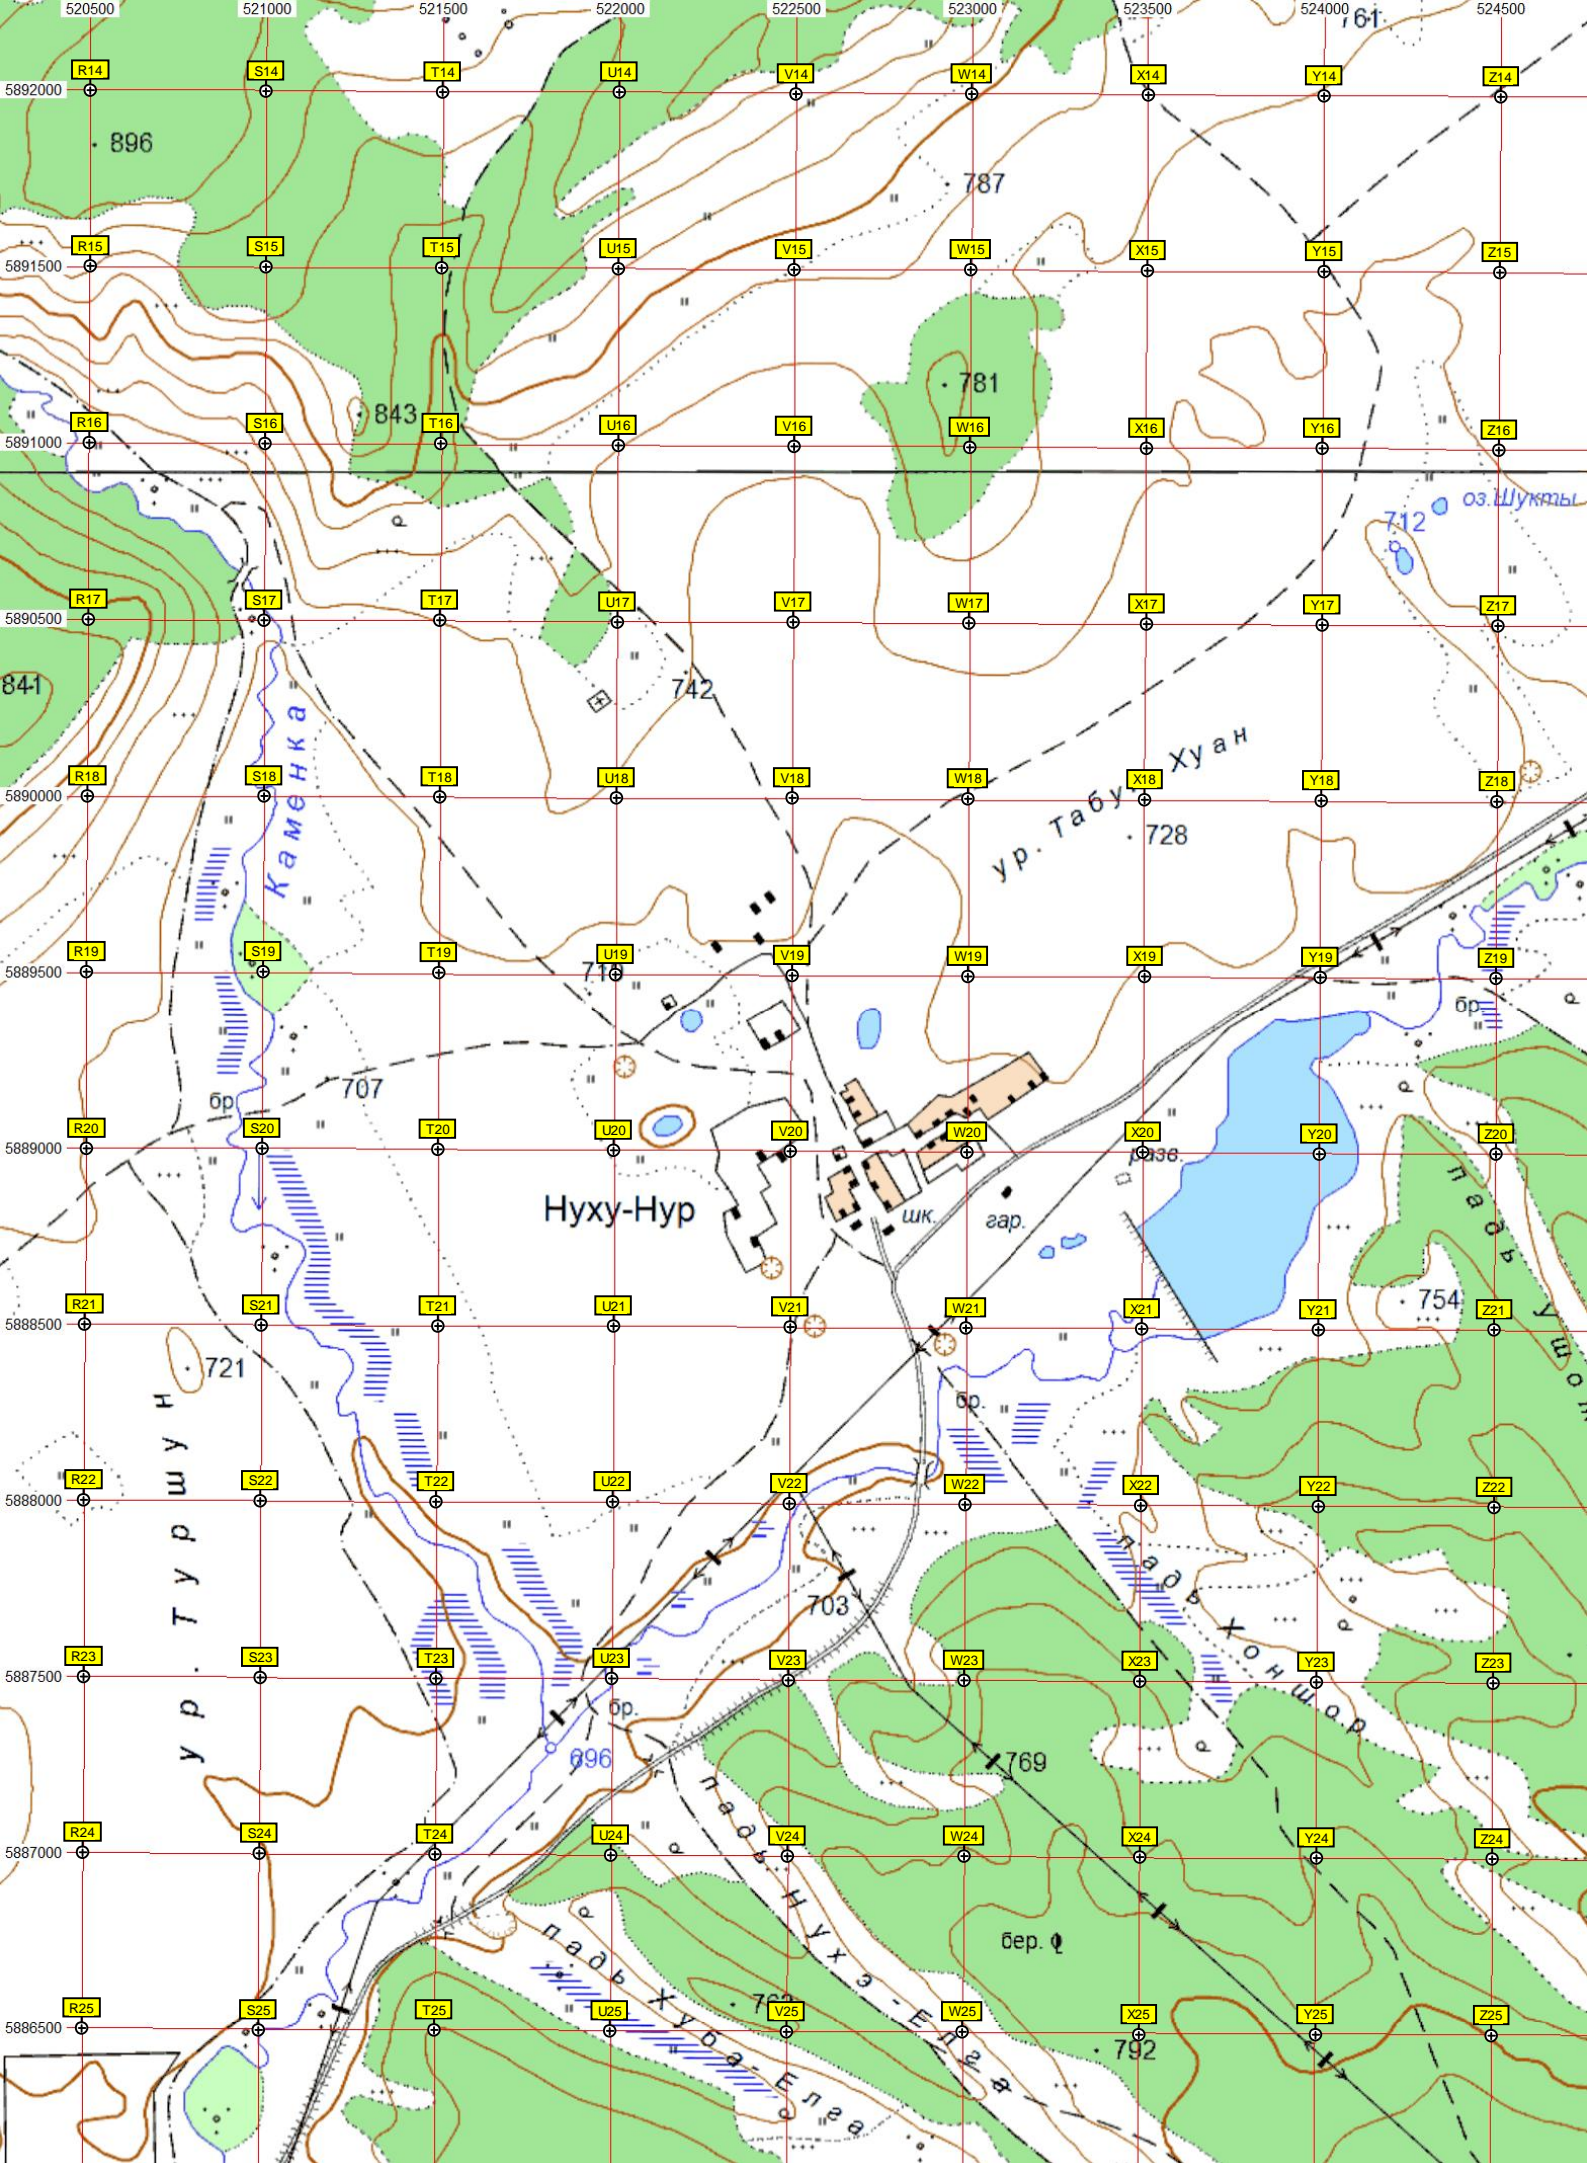 520500 521000 521500 522000 522500 523000 523500 524000 524500
R14 S14 T14 U14 V14 W14 X14 Y14 Z14
5892000
896
787
R15 S15 T15 U15 V15 W15 X15 Y15 Z15
5891500
781
843
R16 S16 T16 U16 V16 W16 X16 Y16 Z16
5891000
оз.Шукты
712
R17 S17 T17 U17 V17 W17 X17 Y17 Z17
5890500
841
742
Каменка
ур. Табу-Хуан
R18 S18 T18 U18 V18 W18 X18 Y18 Z18
5890000
728
R19 S19 T19 U19 V19 W19 X19 Y19 Z19
5889500
бр.
707
бр.
R20 S20 T20 U20 V20 W20 X20 Y20 Z20
5889000
разв.
Нуху-Нур
шк.
гар.
754
R21 S21 T21 U21 V21 W21 X21 Y21 Z21
5888500
721
бр.
R22 S22 T22 U22 V22 W22 X22 Y22 Z22
5888000
703
падь Хоншор
ур. Туршун
R23 S23 T23 U23 V23 W23 X23 Y23 Z23
5887500
бр.
696
769
R24 S24 T24 U24 V24 W24 X24 Y24 Z24
5887000
падь Нухэ-Елга
бер.
падь Хуба-Елга
R25 S25 T25 U25 V25 W25 X25 Y25 Z25
5886500
792